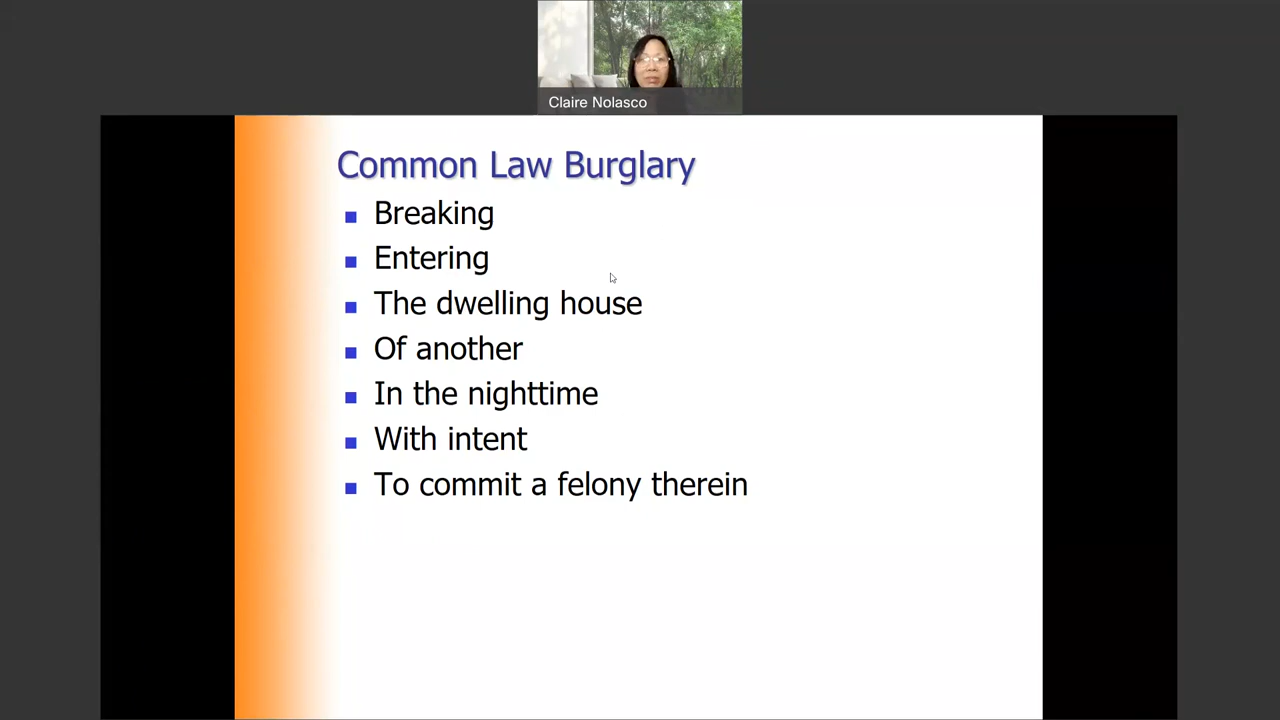 Claire Nolasco
Common Law Burglary
Breaking
Entering
The dwelling house
Of another
In the nighttime
With intent
To commit a felony therein